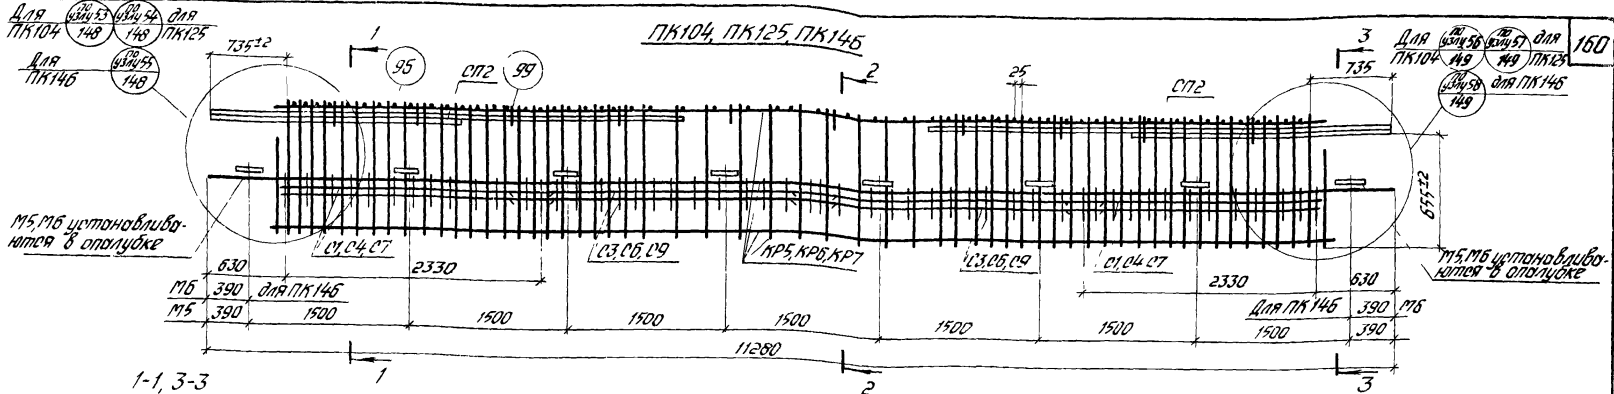 Для
ПК104
по
узлу 53
148
по
узлу 54
148
для
ПК125
Для
ПК146
по
узлу 55
148
735±2
1
95
СП2
99
ПК104, ПК125, ПК146
2
25
СП2
3
Для
ПК104
по
узлу 56
149
по
узлу 57
149
для
ПК125
по
узлу 58
149
для ПК146
735
160
655±2
М5, М6 устанавлива-
ются в опалубке
С1, С4, С7
С3, С6, С9
КР5, КР6, КР7
С3, С6, С9
С1, С4, С7
М5, М6 устанавлива-
ются в опалубке
630
2330
2330
630
М6
390
для ПК146
Для ПК146
390
М6
М5
390
1500
1500
1500
1500
1500
1500
1500
390
11280
1
2
3
1-1, 3-3